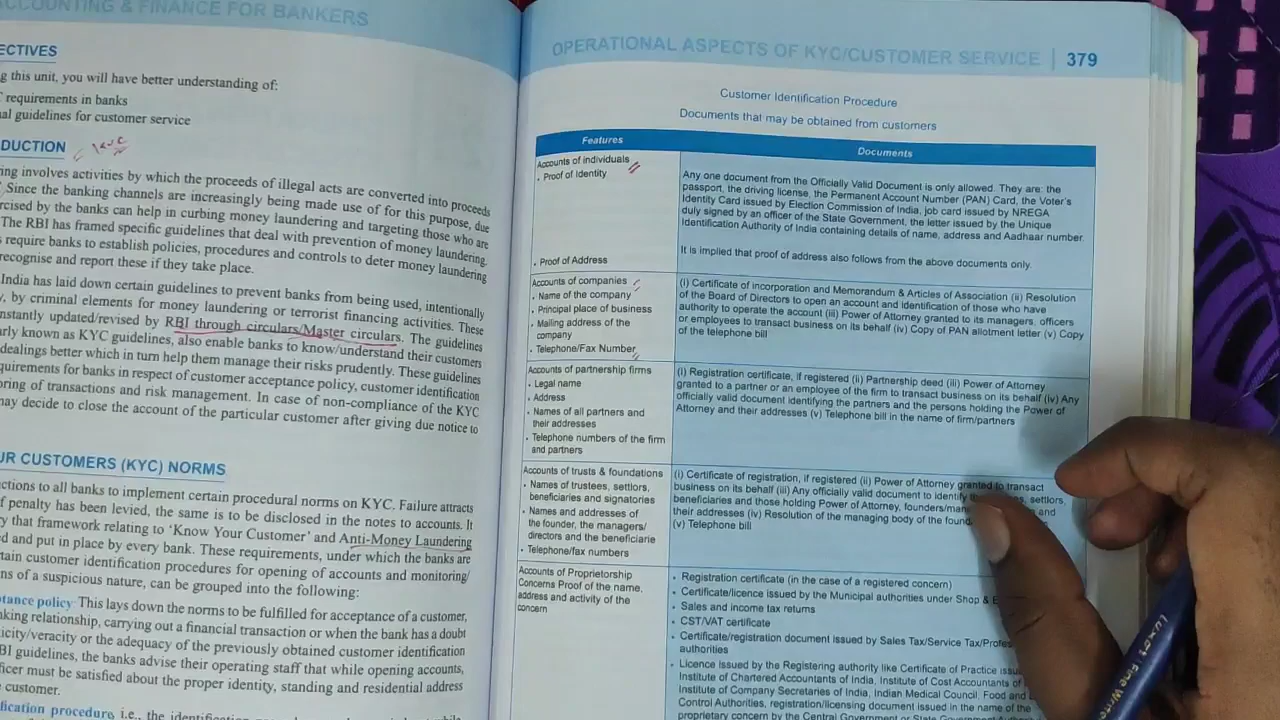 ACCOUNTING & FINANCE FOR BANKERS
ECTIVES
g this unit, you will have better understanding of:
requirements in banks
al guidelines for customer service
DUCTION
KYC
ing involves activities by which the proceeds of illegal acts are converted into proceeds
Since the banking channels are increasingly being made use of for this purpose, due
rcised by the banks can help in curbing money laundering and targeting those who are
The RBI has framed specific guidelines that deal with prevention of money laundering.
s require banks to establish policies, procedures and controls to deter money laundering
recognise and report these if they take place.
India has laid down certain guidelines to prevent banks from being used, intentionally
y, by criminal elements for money laundering or terrorist financing activities. These
nstantly updated/revised by RBI through circulars/Master circulars. The guidelines
arly known as KYC guidelines, also enable banks to know/understand their customers
dealings better which in turn help them manage their risks prudently. These guidelines
quirements for banks in respect of customer acceptance policy, customer identification
oring of transactions and risk management. In case of non-compliance of the KYC
may decide to close the account of the particular customer after giving due notice to
UR CUSTOMERS (KYC) NORMS
ctions to all banks to implement certain procedural norms on KYC. Failure attracts
f penalty has been levied, the same is to be disclosed in the notes to accounts. It
y that framework relating to 'Know Your Customer' and Anti-Money Laundering
d and put in place by every bank. These requirements, under which the banks are
tain customer identification procedures for opening of accounts and monitoring/
ns of a suspicious nature, can be grouped into the following:
tance policy: This lays down the norms to be fulfilled for acceptance of a customer,
king relationship, carrying out a financial transaction or when the bank has a doubt
icity/veracity or the adequacy of the previously obtained customer identification
BI guidelines, the banks advise their operating staff that while opening accounts,
ficer must be satisfied about the proper identity, standing and residential address
customer.
fication procedure, i.e., the
OPERATIONAL ASPECTS OF KYC/CUSTOMER SERVICE | 379
Customer Identification Procedure
Documents that may be obtained from customers
Features Documents
Accounts of individuals
• Proof of Identity
Any one document from the Officially Valid Document is only allowed. They are: the
passport, the driving license, the Permanent Account Number (PAN) Card, the Voter's
Identity Card issued by Election Commission of India, job card issued by NREGA
duly signed by an officer of the State Government, the letter issued by the Unique
Identification Authority of India containing details of name, address and Aadhaar number.
• Proof of Address
It is implied that proof of address also follows from the above documents only.
Accounts of companies
• Name of the company
• Principal place of business
• Mailing address of the
company
• Telephone/Fax Number
(i) Certificate of incorporation and Memorandum & Articles of Association (ii) Resolution
of the Board of Directors to open an account and identification of those who have
authority to operate the account (iii) Power of Attorney granted to its managers, officers
or employees to transact business on its behalf (iv) Copy of PAN allotment letter (v) Copy
of the telephone bill
Accounts of partnership firms
• Legal name
• Address
• Names of all partners and
their addresses
• Telephone numbers of the firm
and partners
(i) Registration certificate, if registered (ii) Partnership deed (iii) Power of Attorney
granted to a partner or an employee of the firm to transact business on its behalf (iv) Any
officially valid document identifying the partners and the persons holding the Power of
Attorney and their addresses (v) Telephone bill in the name of firm/partners
Accounts of trusts & foundations
• Names of trustees, settlors,
beneficiaries and signatories
• Names and addresses of
the founder, the managers/
directors and the beneficiarie
• Telephone/fax numbers
(i) Certificate of registration, if registered (ii) Power of Attorney granted to transact
business on its behalf (iii) Any officially valid document to identify settlors,
beneficiaries and those holding Power of Attorney, founders/man and
their addresses (iv) Resolution of the managing body of the found
(v) Telephone bill
Accounts of Proprietorship
Concerns Proof of the name,
address and activity of the
concern
• Registration certificate (in the case of a registered concern)
• Certificate/licence issued by the Municipal authorities under Shop & E
• Sales and income tax returns
• CST/VAT certificate
• Certificate/registration document issued by Sales Tax/Service Tax/Profes
authorities
• Licence issued by the Registering authority like Certificate of Practice issu
Institute of Chartered Accountants of India, Institute of Cost Accountants of
Institute of Company Secretaries of India, Indian Medical Council, Food and
Control Authorities, registration/licensing document issued in the name of the
proprietary concern by the Central Government or State Government
Luxor Fine Write